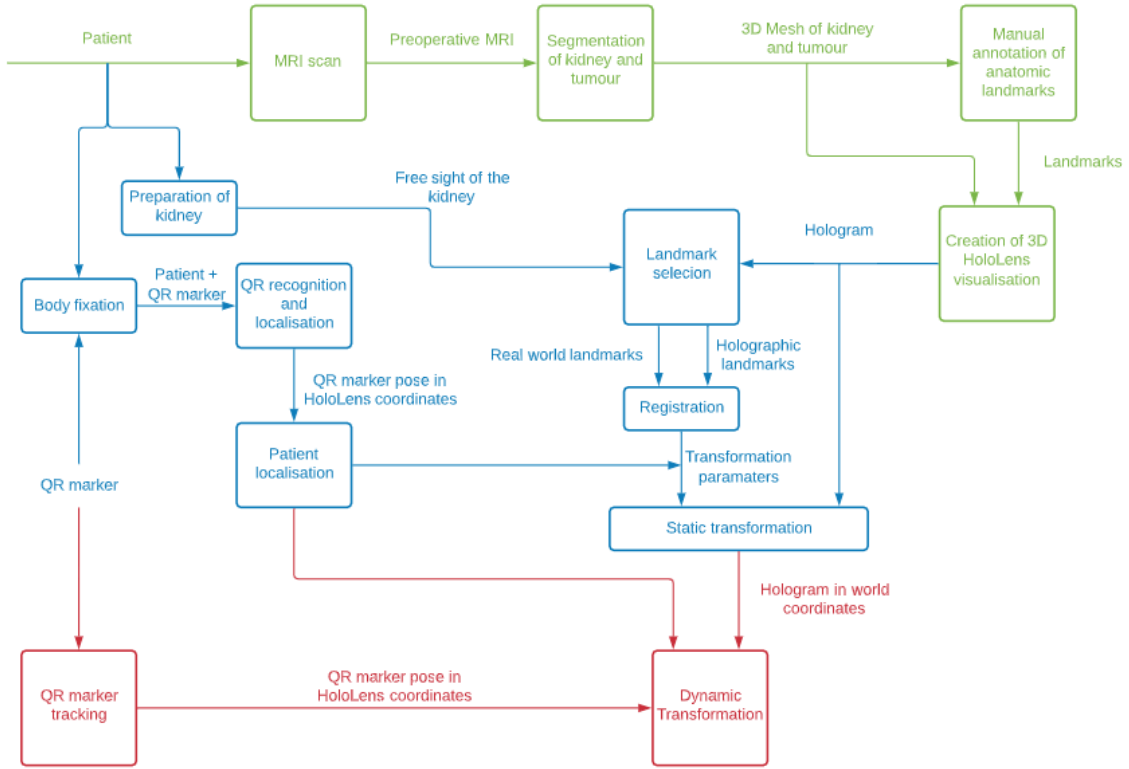 Patient
MRI scan
Preoperative MRI
Segmentation
of kidney and
tumour
3D Mesh of kidney
and tumour
Manual
annotation of
anatomic
landmarks
Landmarks
Preparation of
kidney
Free sight of the
kidney
Landmark
selecion
Hologram
Creation of 3D
HoloLens
visualisation
Body fixation
Patient +
QR marker
QR recognition
and
localisation
Real world landmarks
Holographic
landmarks
QR marker pose in
HoloLens coordinates
Registration
Patient
localisation
Transformation
paramaters
QR marker
Static transformation
Hologram in world
coordinates
QR marker
tracking
QR marker pose in
HoloLens coordinates
Dynamic
Transformation